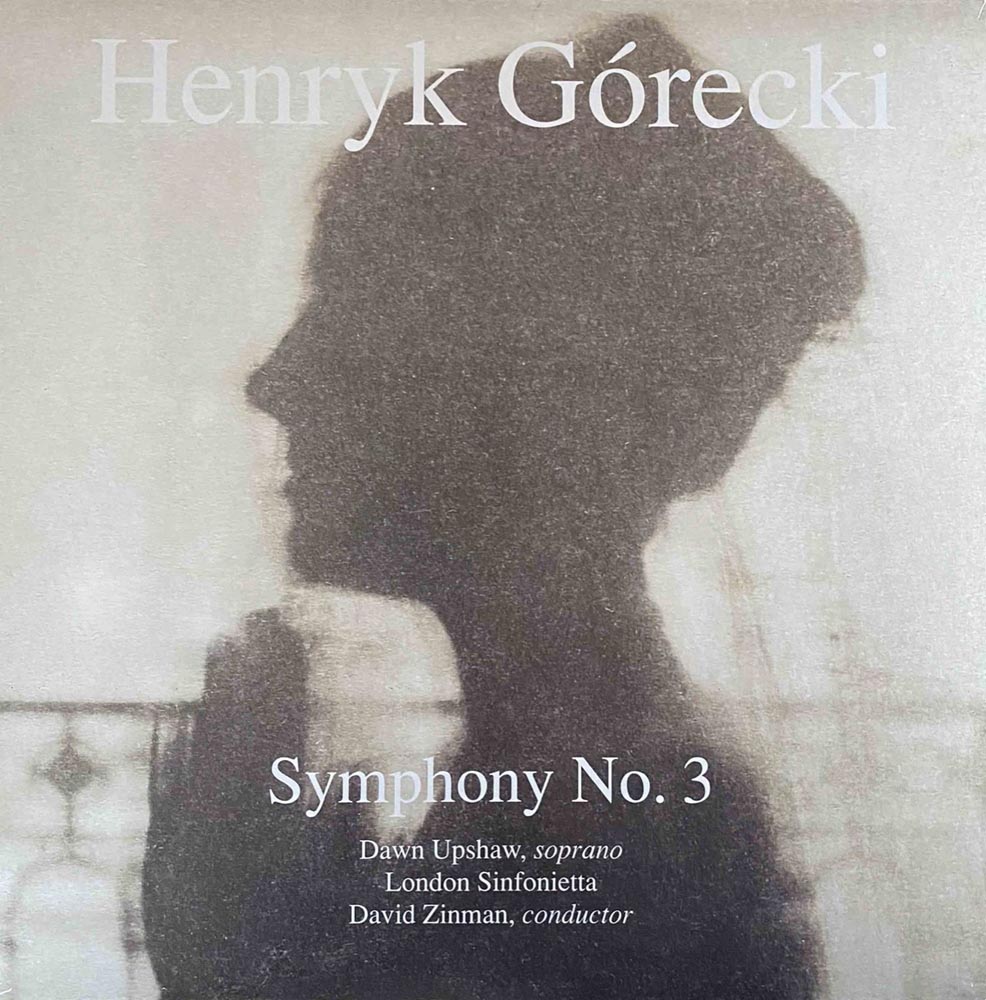 Henryk Górecki
Symphony No. 3
Dawn Upshaw, soprano
London Sinfonietta
David Zinman, conductor